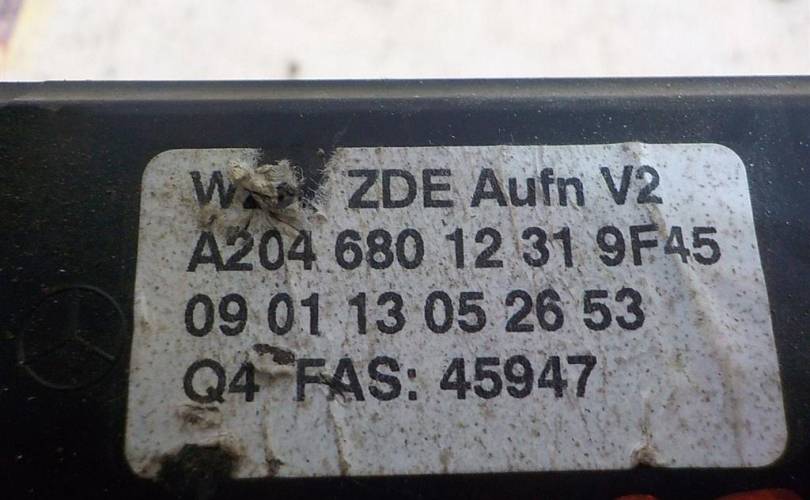 ZDE Aufn V2
A204 680 12 31 9F45
09 01 13 05 26 53
Q4 FAS: 45947